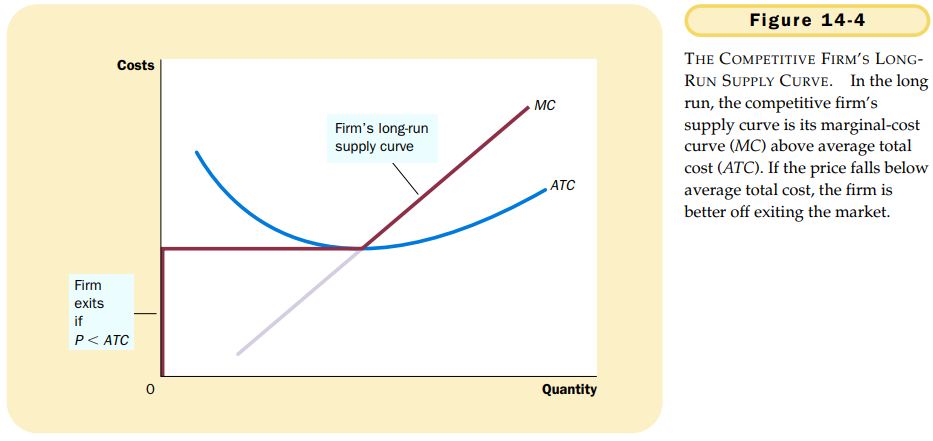 Costs
MC
Firm's long-run
supply curve
ATC
Firm
exits
if
P < ATC
0
Quantity
Figure 14-4
THE COMPETITIVE FIRM'S LONG-
RUN SUPPLY CURVE. In the long
run, the competitive firm's
supply curve is its marginal-cost
curve (MC) above average total
cost (ATC). If the price falls below
average total cost, the firm is
better off exiting the market.